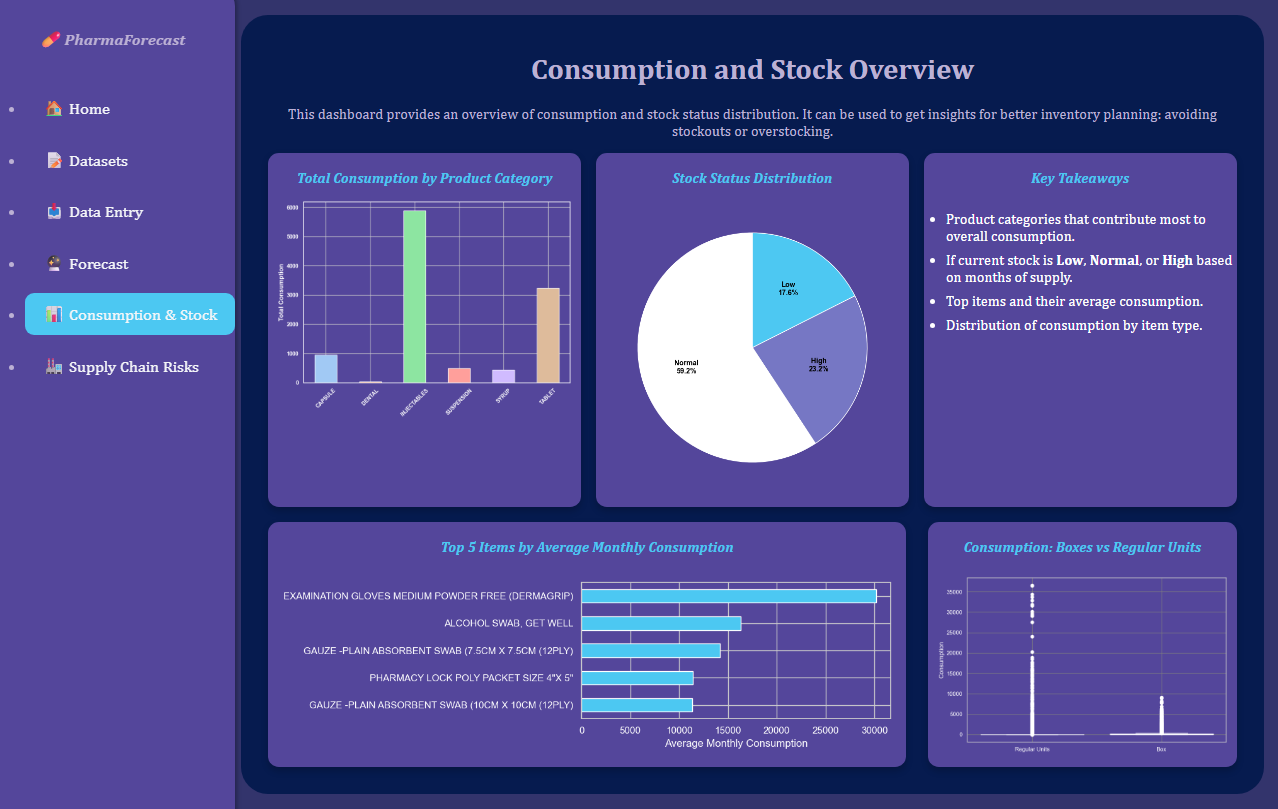 PharmaForecast
Home
Datasets
Data Entry
Forecast
Consumption & Stock
Supply Chain Risks
Consumption and Stock Overview
This dashboard provides an overview of consumption and stock status distribution. It can be used to get insights for better inventory planning: avoiding
stockouts or overstocking.
Total Consumption by Product Category
6000
5000
4000
3000
2000
1000
0
Total Consumption
CAPSULE
DENTAL
INJECTABLES
SUSPENSION
SYRUP
TABLET
Stock Status Distribution
Low
17.6%
High
23.2%
Normal
59.2%
Key Takeaways
Product categories that contribute most to
overall consumption.
If current stock is Low, Normal, or High based
on months of supply.
Top items and their average consumption.
Distribution of consumption by item type.
Top 5 Items by Average Monthly Consumption
EXAMINATION GLOVES MEDIUM POWDER FREE (DERMAGRIP)
ALCOHOL SWAB, GET WELL
GAUZE -PLAIN ABSORBENT SWAB (7.5CM X 7.5CM (12PLY)
PHARMACY LOCK POLY PACKET SIZE 4"X 5"
GAUZE -PLAIN ABSORBENT SWAB (10CM X 10CM (12PLY)
0 5000 10000 15000 20000 25000 30000
Average Monthly Consumption
Consumption: Boxes vs Regular Units
35000
30000
25000
20000
15000
10000
5000
0
Consumption
Regular Units Box